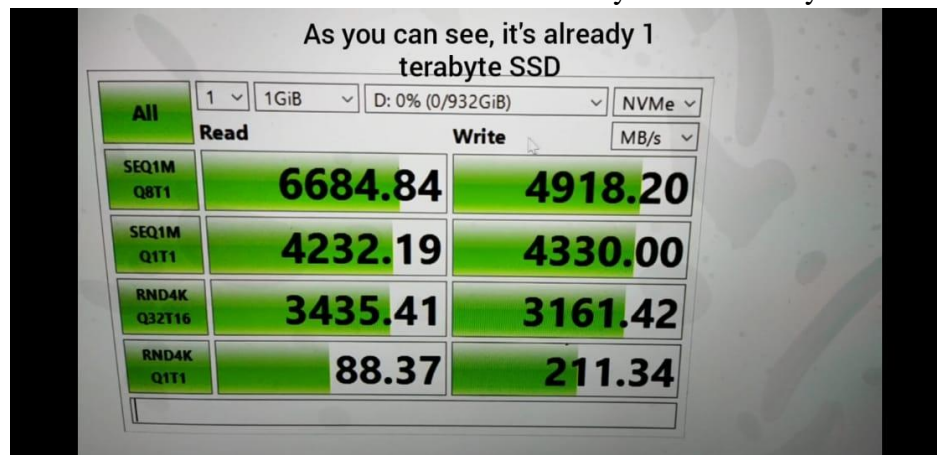 As you can see, it's already 1
terabyte SSD
All
1 1GiB D: 0% (0/932GiB) NVMe
Read Write MB/s
SEQ1M
Q8T1
6684.84 4918.20
SEQ1M
Q1T1
4232.19 4330.00
RND4K
Q32T16
3435.41 3161.42
RND4K
Q1T1
88.37 211.34